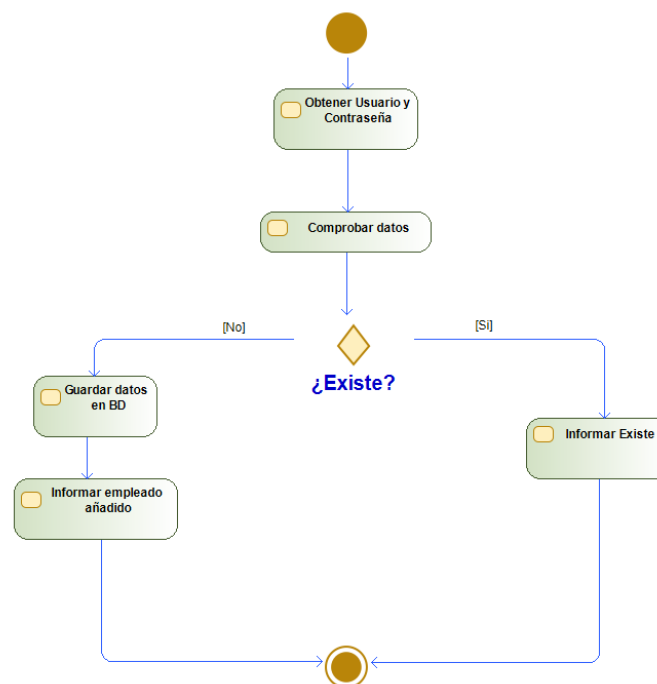 Obtener Usuario y
Contraseña
Comprobar datos
[No]
[Si]
¿Existe?
Guardar datos
en BD
Informar Existe
Informar empleado
añadido